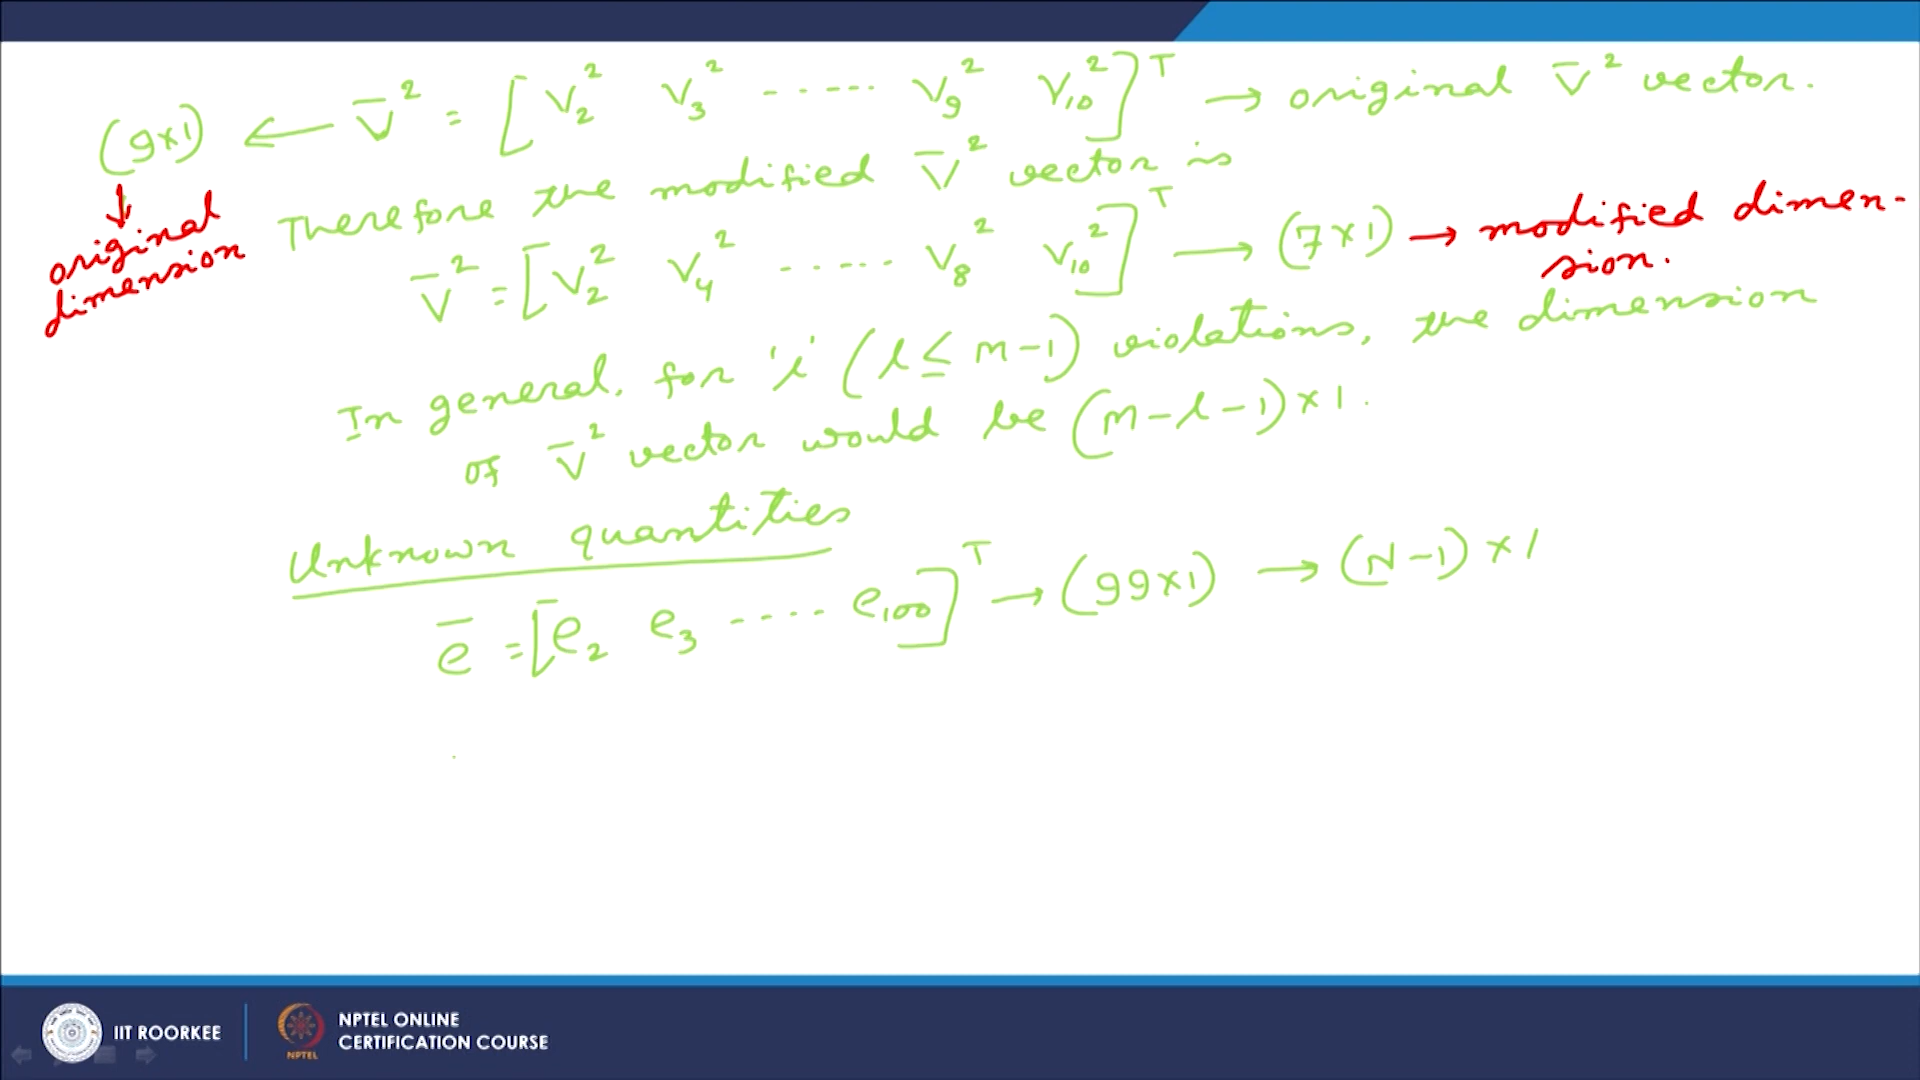 (9×1) ← V̄² = [V₂² V₃² ------ V₉² V₁₀²]ᵀ → original V̄² vector.
↓
original dimension
Therefore the modified V̄² vector is
V̄² = [V₂² V₄² ------ V₈² V₁₀²]ᵀ → (7×1) → modified dimen-
sion.
In general, for 'l' (l ≤ m-1) violations, the dimension
of V̄² vector would be (m-l-1)×1.
Unknown quantities
ē = [e₂ e₃ ---- e₁₀₀]ᵀ → (99×1) → (N-1)×1
IIT ROORKEE
NPTEL
NPTEL ONLINE
CERTIFICATION COURSE